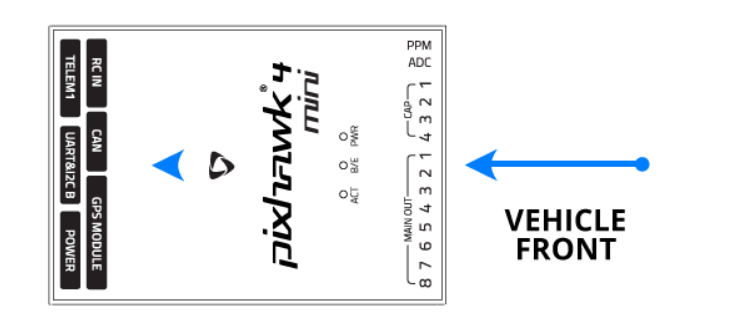 TELEM1
UART&I2C B
POWER
RC IN
CAN
GPS MODULE
pixhawk® 4
mini
PWR
B/E
ACT
PPM
ADC
CAP
1
2
3
4
MAIN OUT
1
2
3
4
5
6
7
8
VEHICLE
FRONT